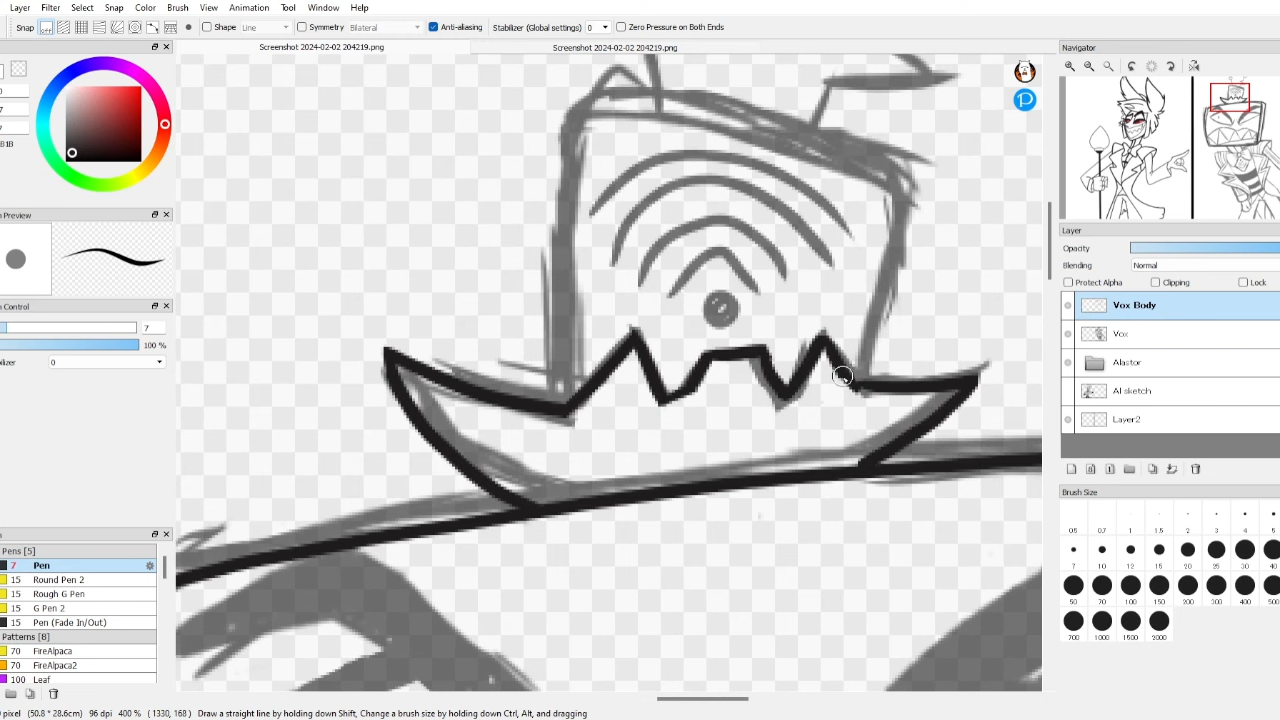 Layer Filter Select Snap Color Brush View Animation Tool Window Help
Snap Shape Line Symmetry Bilateral Anti-aliasing Stabilizer (Global settings) 0 Zero Pressure on Both Ends
Screenshot 2024-02-02 204219.png Screenshot 2024-02-02 204219.png
Navigator
Preview
Control
7
100 %
0
Layer
Opacity
Blending Normal
Protect Alpha Clipping Lock
Vox Body
Vox
Alastor
Al sketch
Layer2
Brush Size
0.5 0.7 1 1.5 2 3 4 5
7 10 12 15 20 25 30 40
50 70 100 150 200 300 400 500
700 1000 1500 2000
Pens [5]
7 Pen
15 Round Pen 2
15 Rough G Pen
15 G Pen 2
15 Pen (Fade In/Out)
Patterns [8]
70 FireAlpaca
70 FireAlpaca2
100 Leaf
pixel (50.8 * 28.6cm) 96 dpi 400 % ( 1330, 168 ) Draw a straight line by holding down Shift, Change a brush size by holding down Ctrl, Alt, and dragging